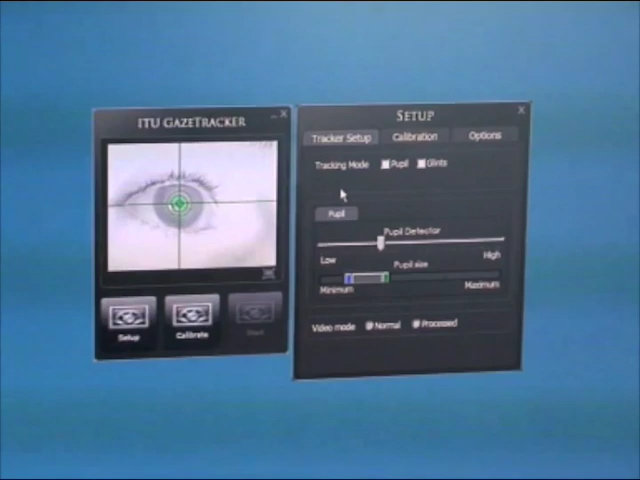 ITU GAZETRACKER
SETUP
Tracker Setup Calibration Options
Tracking Mode Pupil Glints
Pupil
Pupil Detector
Low High
Pupil size
Minimum Maximum
Video mode Normal Processed
Setup Calibrate Start